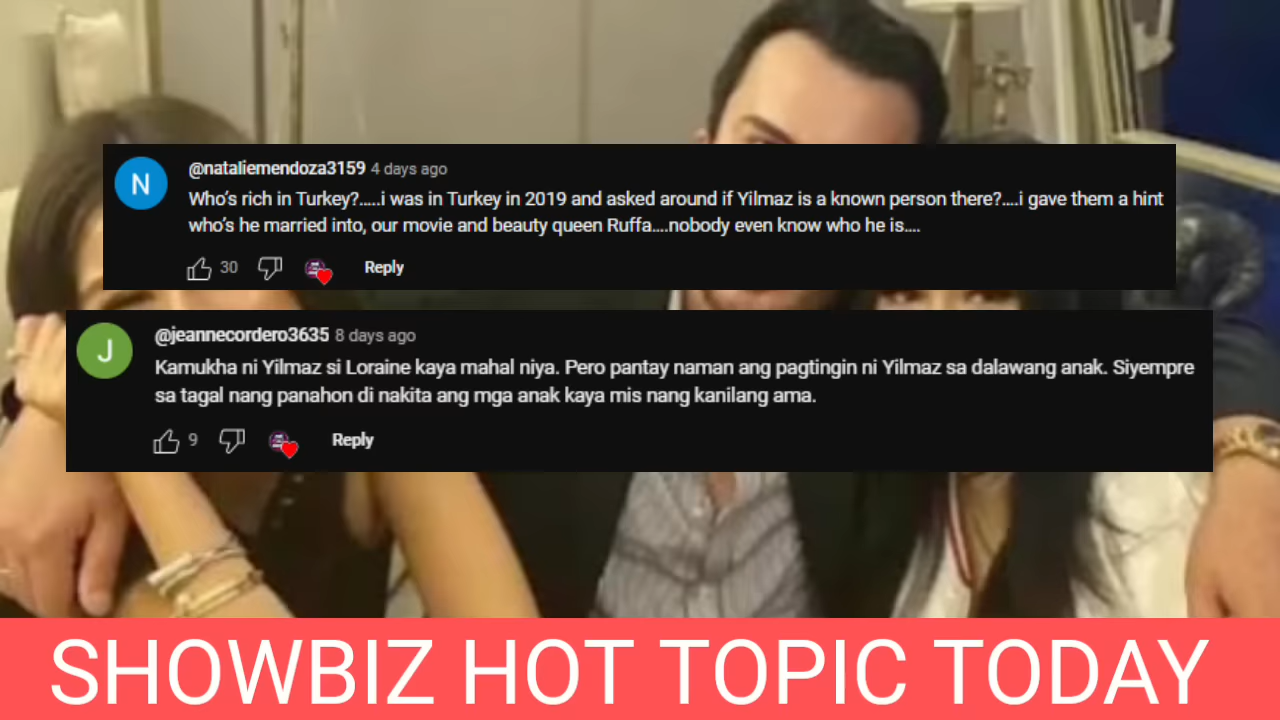 N
@nataliemendoza3159 4 days ago
Who's rich in Turkey?.....i was in Turkey in 2019 and asked around if Yilmaz is a known person there?....i gave them a hint
who's he married into, our movie and beauty queen Ruffa....nobody even know who he is....
30
Reply
J
@jeannecordero3635 8 days ago
Kamukha ni Yilmaz si Loraine kaya mahal niya. Pero pantay naman ang pagtingin ni Yilmaz sa dalawang anak. Siyempre
sa tagal nang panahon di nakita ang mga anak kaya mis nang kanilang ama.
9
Reply
SHOWBIZ HOT TOPIC TODAY